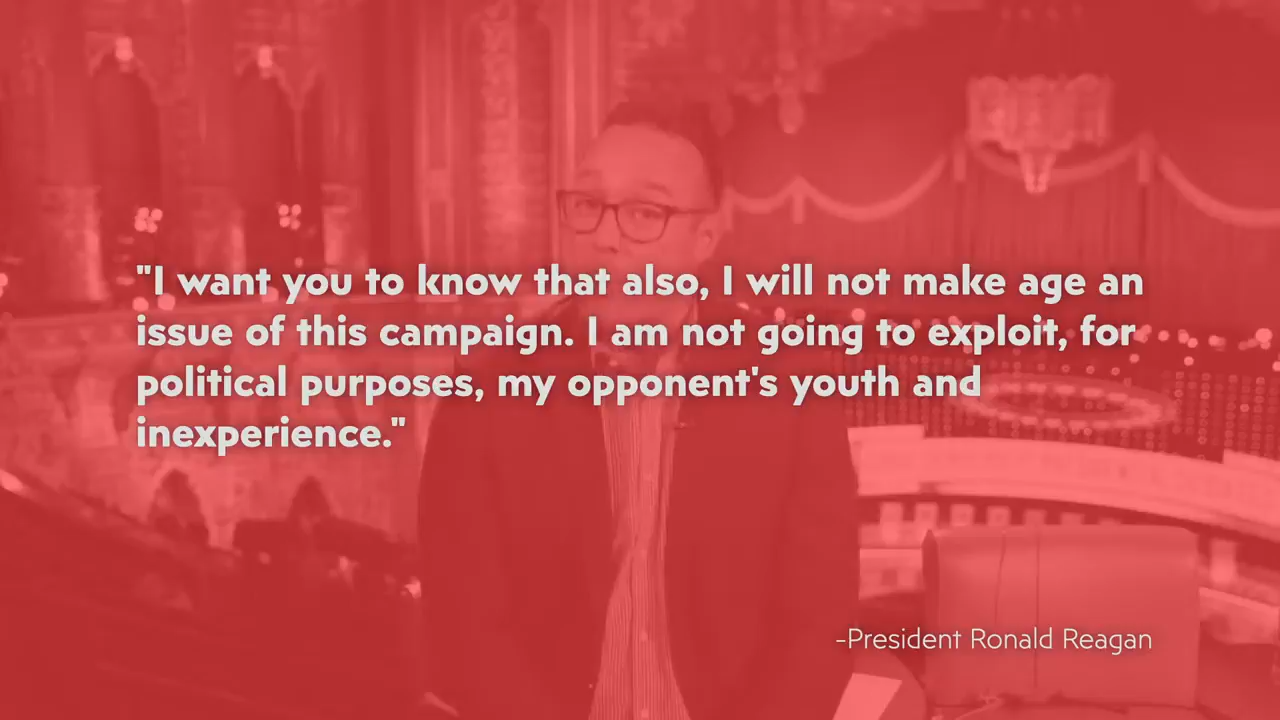 "I want you to know that also, I will not make age an
issue of this campaign. I am not going to exploit, for
political purposes, my opponent's youth and
inexperience."
-President Ronald Reagan